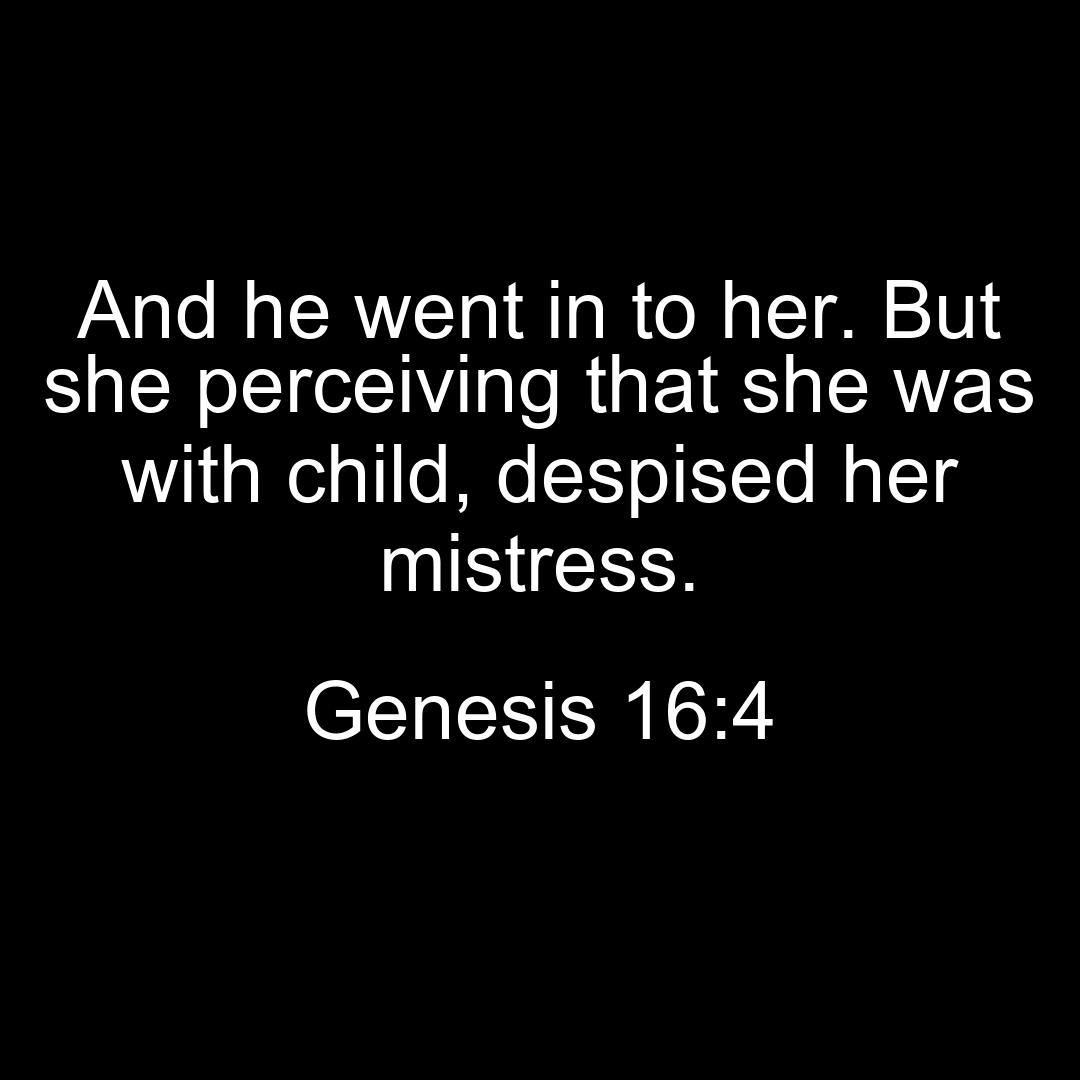 And he went in to her. But
she perceiving that she was
with child, despised her
mistress.
Genesis 16:4